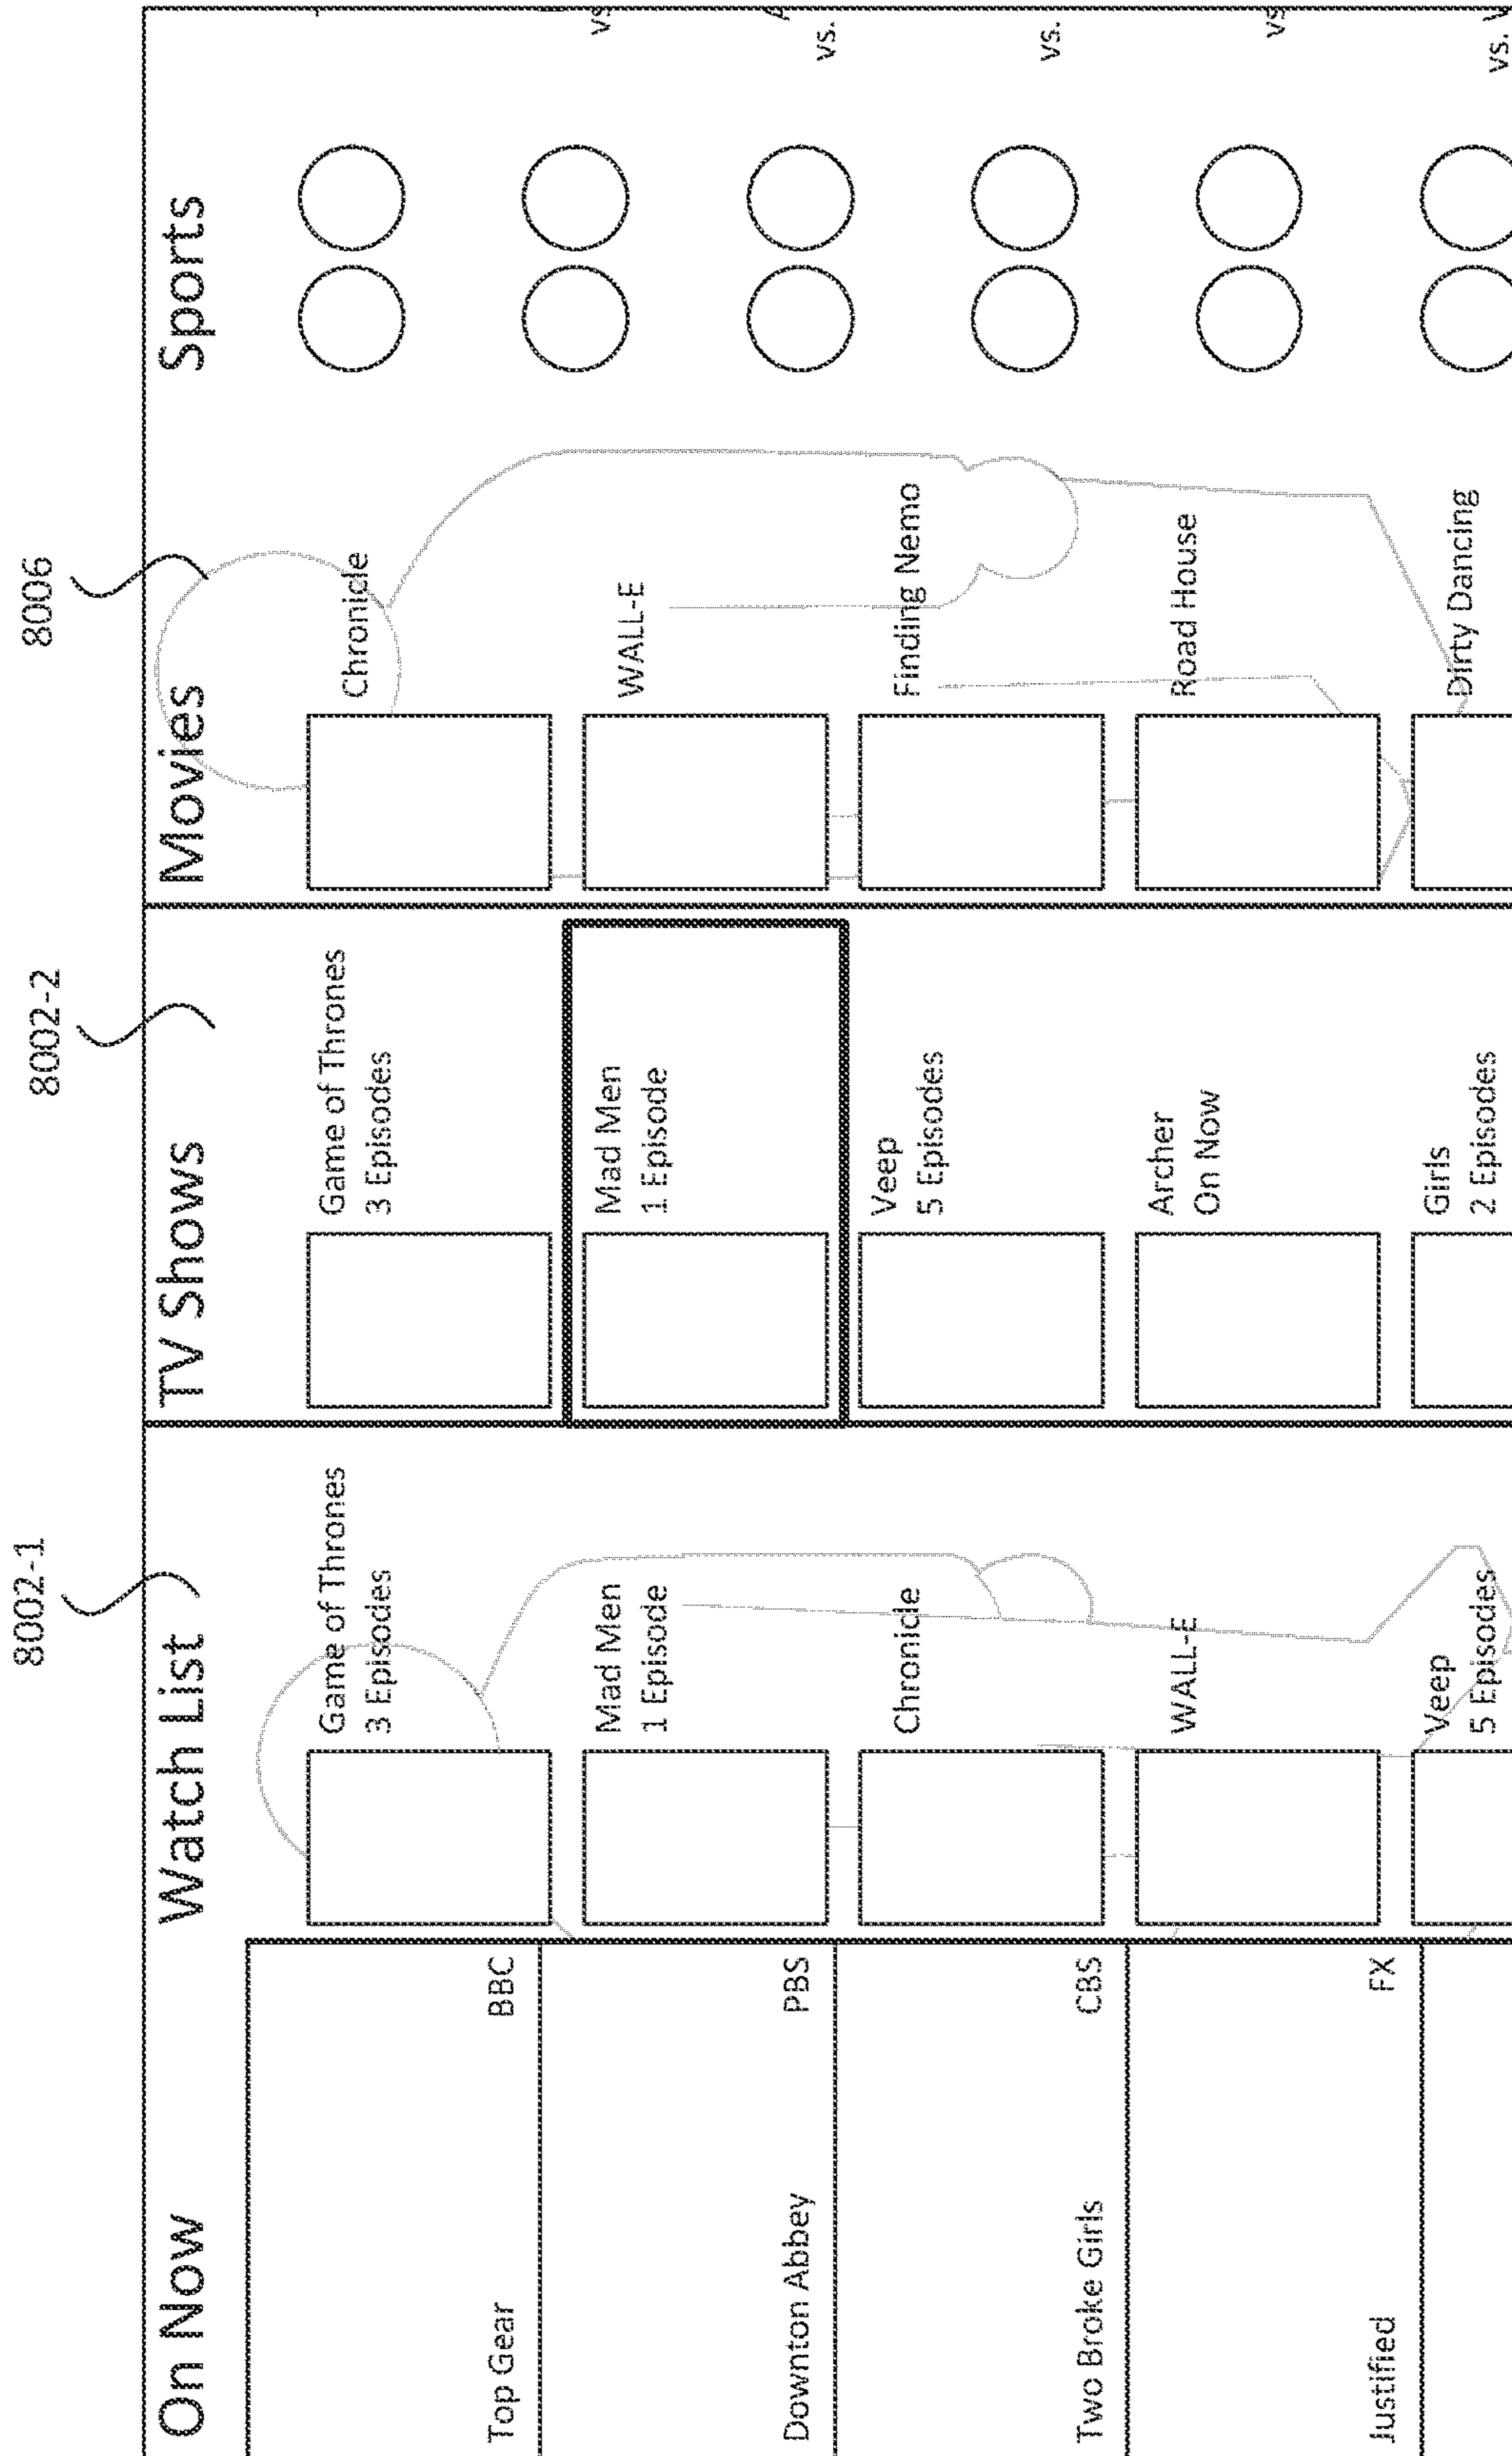 8002-1
8002-2
8006
On Now
Top Gear BBC
Downton Abbey PBS
Two Broke Girls CBS
Justified FX
Watch List
Game of Thrones
3 Episodes
Mad Men
1 Episode
Chronicle
WALL-E
Veep
5 Episodes
TV Shows
Game of Thrones
3 Episodes
Mad Men
1 Episode
Veep
5 Episodes
Archer
On Now
Girls
2 Episodes
Movies
Chronicle
WALL-E
Finding Nemo
Road House
Dirty Dancing
Sports
vs
vs.
vs.
vs
vs.